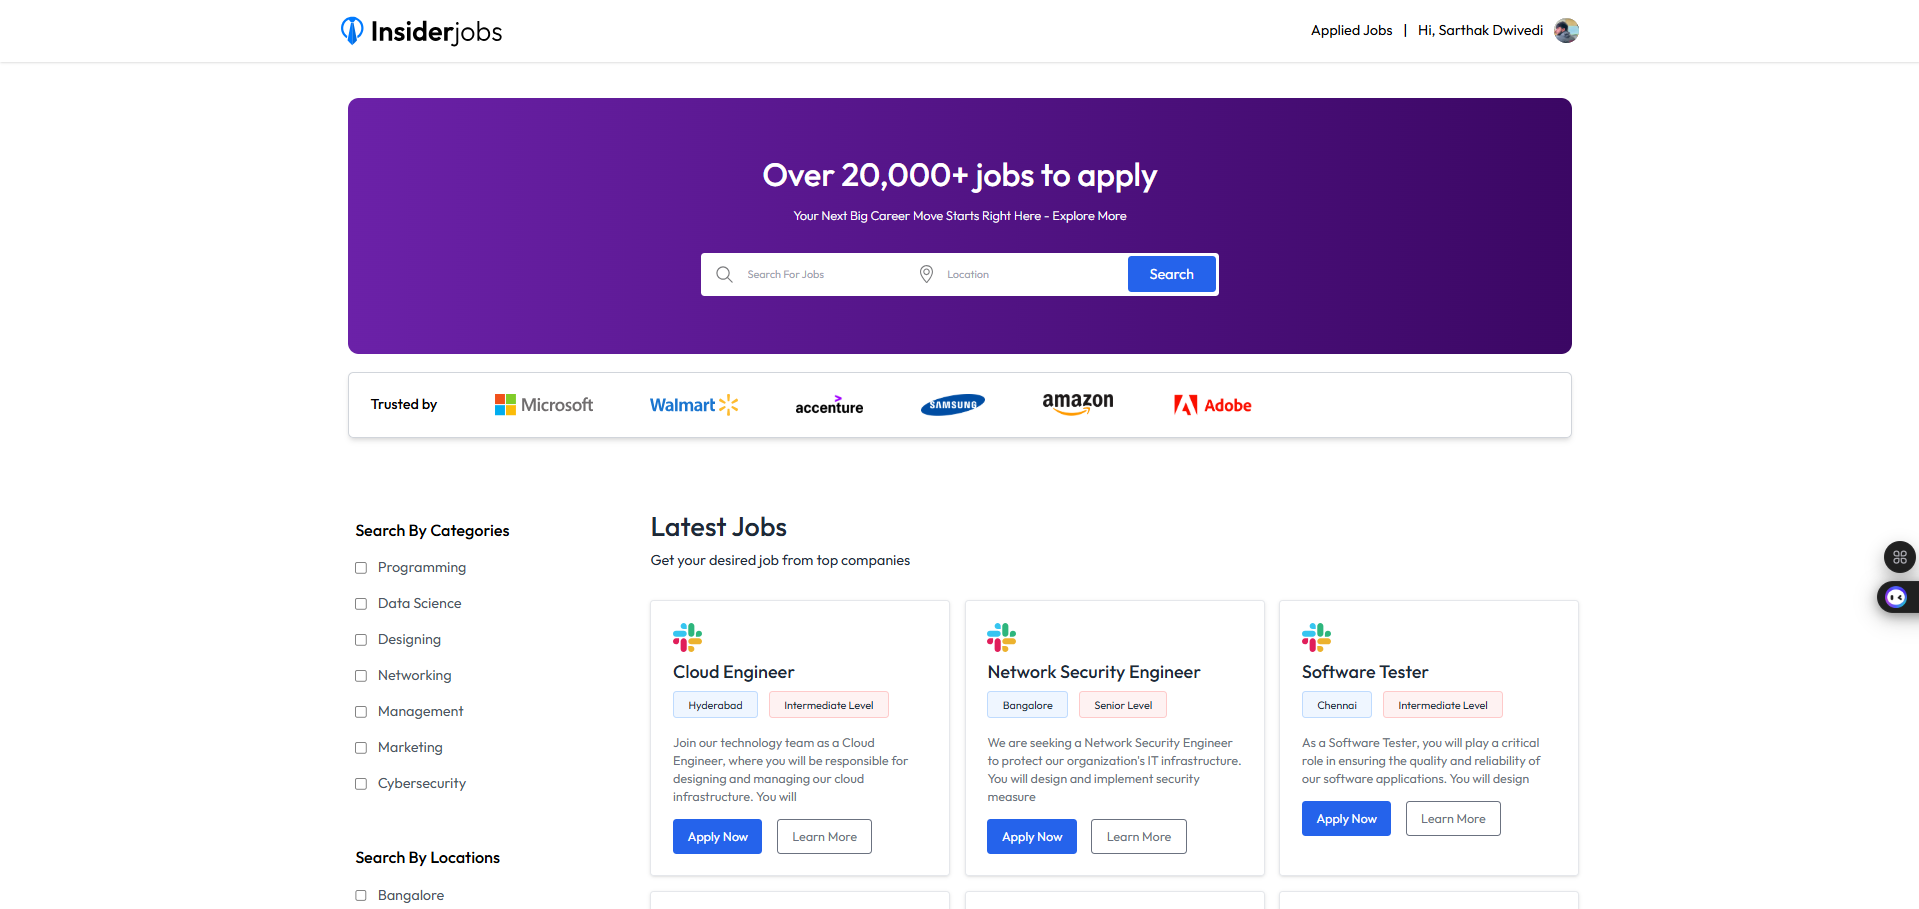 Insiderjobs
Applied Jobs | Hi, Sarthak Dwivedi
Over 20,000+ jobs to apply
Your Next Big Career Move Starts Right Here - Explore More
Search For Jobs
Location
Search
Trusted by
Microsoft
Walmart
accenture
SAMSUNG
amazon
Adobe
Search By Categories
Programming
Data Science
Designing
Networking
Management
Marketing
Cybersecurity
Search By Locations
Bangalore
Latest Jobs
Get your desired job from top companies
Cloud Engineer
Hyderabad
Intermediate Level
Join our technology team as a Cloud
Engineer, where you will be responsible for
designing and managing our cloud
infrastructure. You will
Apply Now
Learn More
Network Security Engineer
Bangalore
Senior Level
We are seeking a Network Security Engineer
to protect our organization's IT infrastructure.
You will design and implement security
measure
Apply Now
Learn More
Software Tester
Chennai
Intermediate Level
As a Software Tester, you will play a critical
role in ensuring the quality and reliability of
our software applications. You will design
Apply Now
Learn More